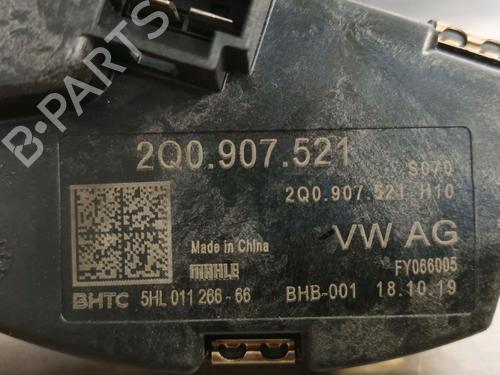 B-PARTS
2Q0.907.521
S070
2Q0.907.521 H10
Made in China
VW AG
MAHLE
FY066005
BHTC 5HL 011 266-66 BHB-001 18.10.19